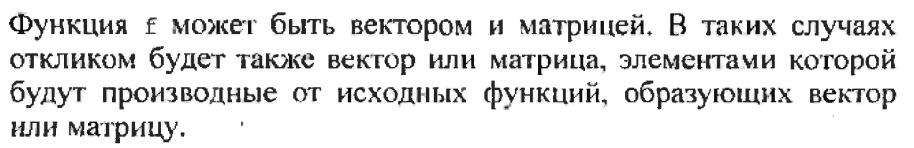 Функция f может быть вектором и матрицей. В таких случаях
откликом будет также вектор или матрица, элементами которой
будут производные от исходных функций, образующих вектор
или матрицу.